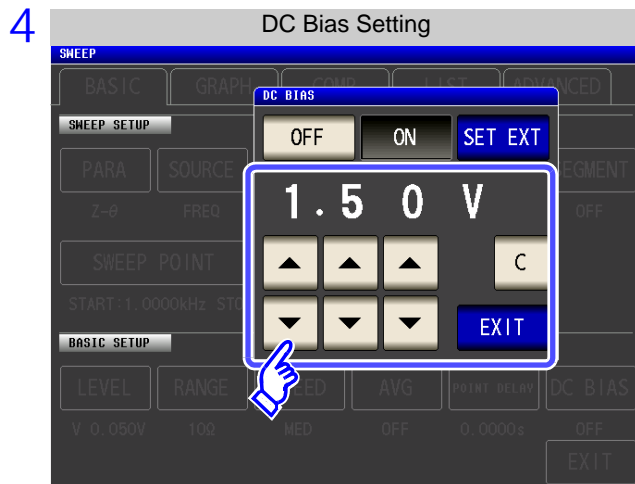 4
DC Bias Setting
SWEEP
BASIC GRAPH COMP LIST ADVANCED
DC BIAS
SWEEP SETUP
OFF ON SET EXT
PARA SOURCE SEGMENT
1.50 V
Z-θ FREQ OFF
SWEEP POINT
C
START:1.0000kHz STO
EXIT
BASIC SETUP
LEVEL RANGE SPEED AVG POINT DELAY DC BIAS
V 0.050V 10Ω MED OFF 0.0000s OFF
EXIT